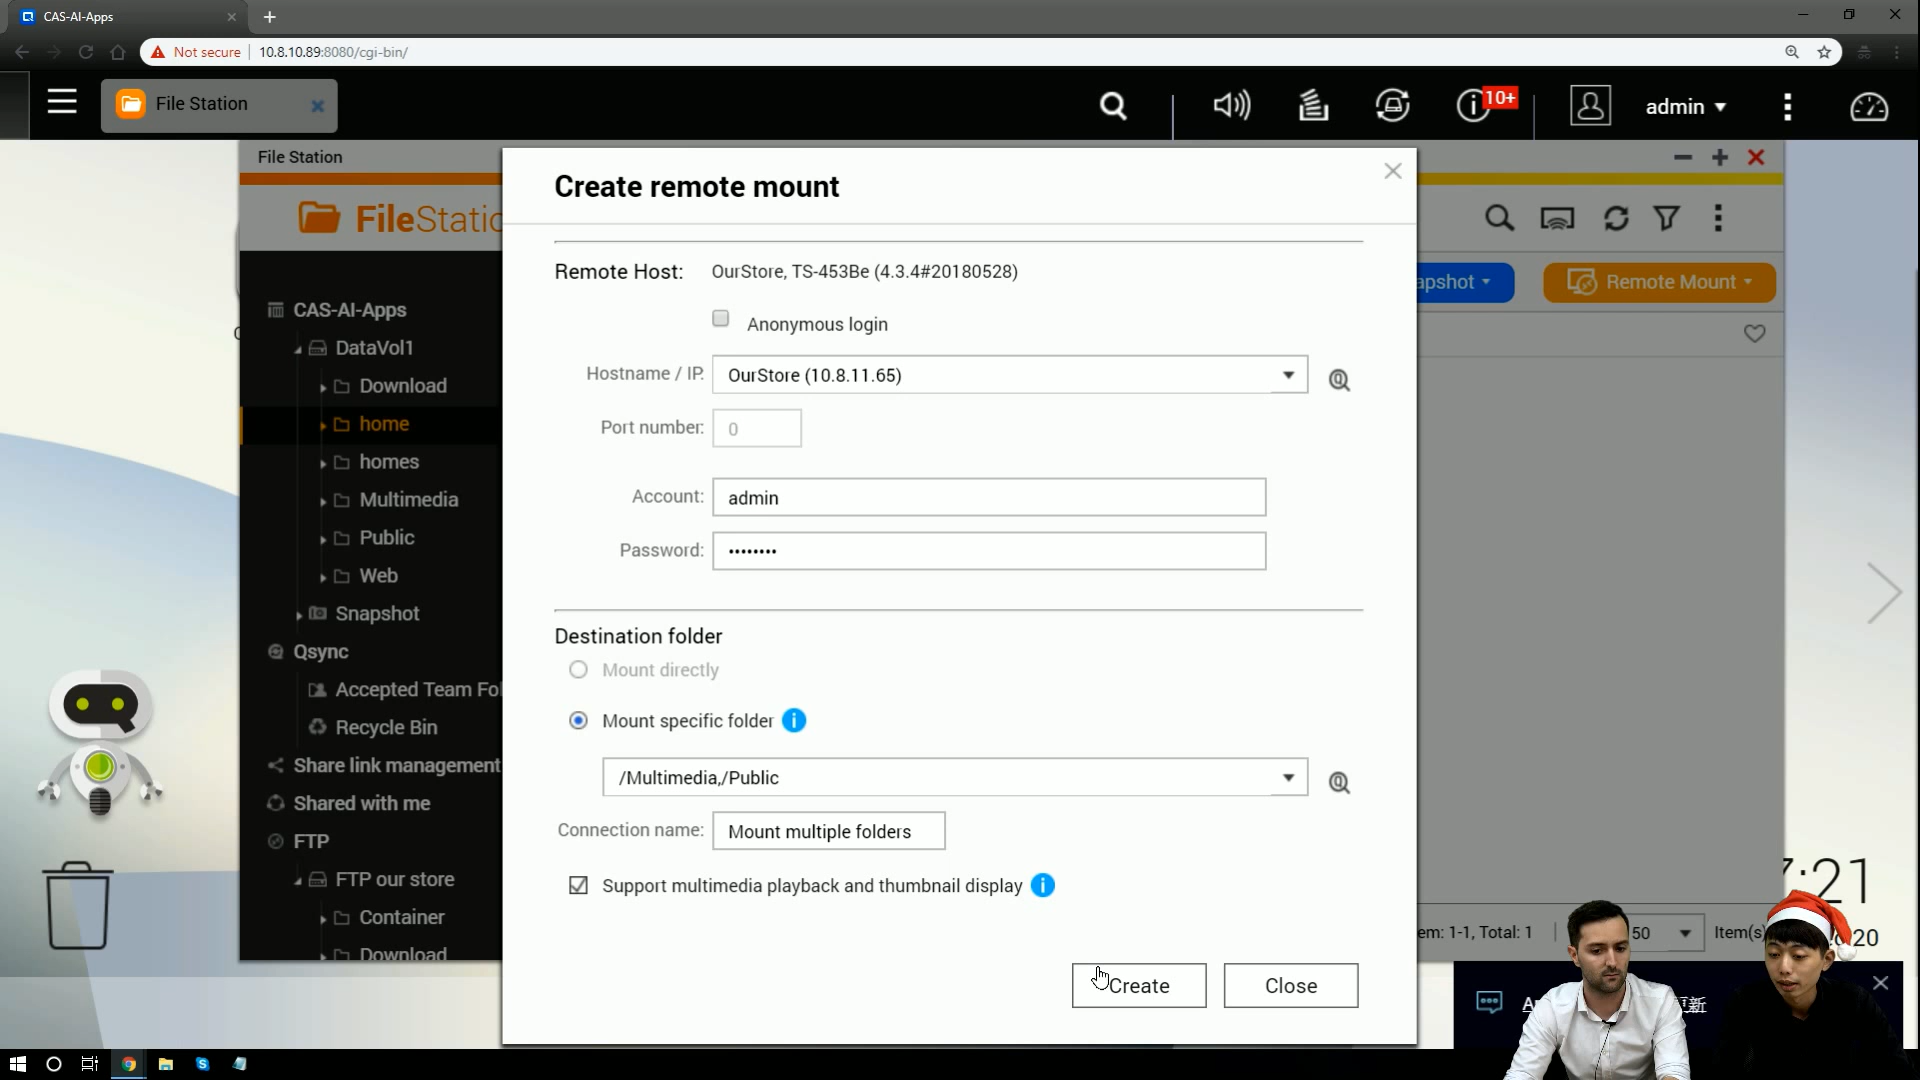 CAS-AI-Apps
Not secure
10.8.10.89:8080/cgi-bin/
File Station
10+
admin
File Station
FileStatio
CAS-AI-Apps
DataVol1
Download
home
homes
Multimedia
Public
Web
Snapshot
Qsync
Accepted Team Fol
Recycle Bin
Share link management
Shared with me
FTP
FTP our store
Container
Download
Create remote mount
Remote Host: OurStore, TS-453Be (4.3.4#20180528)
Anonymous login
Hostname / IP: OurStore (10.8.11.65)
Port number: 0
Account: admin
Password: ••••••••
Destination folder
Mount directly
Mount specific folder
/Multimedia,/Public
Connection name: Mount multiple folders
Support multimedia playback and thumbnail display
Create
Close
apshot
Remote Mount
em: 1-1, Total: 1
50
Item(s)
:21
20
更新